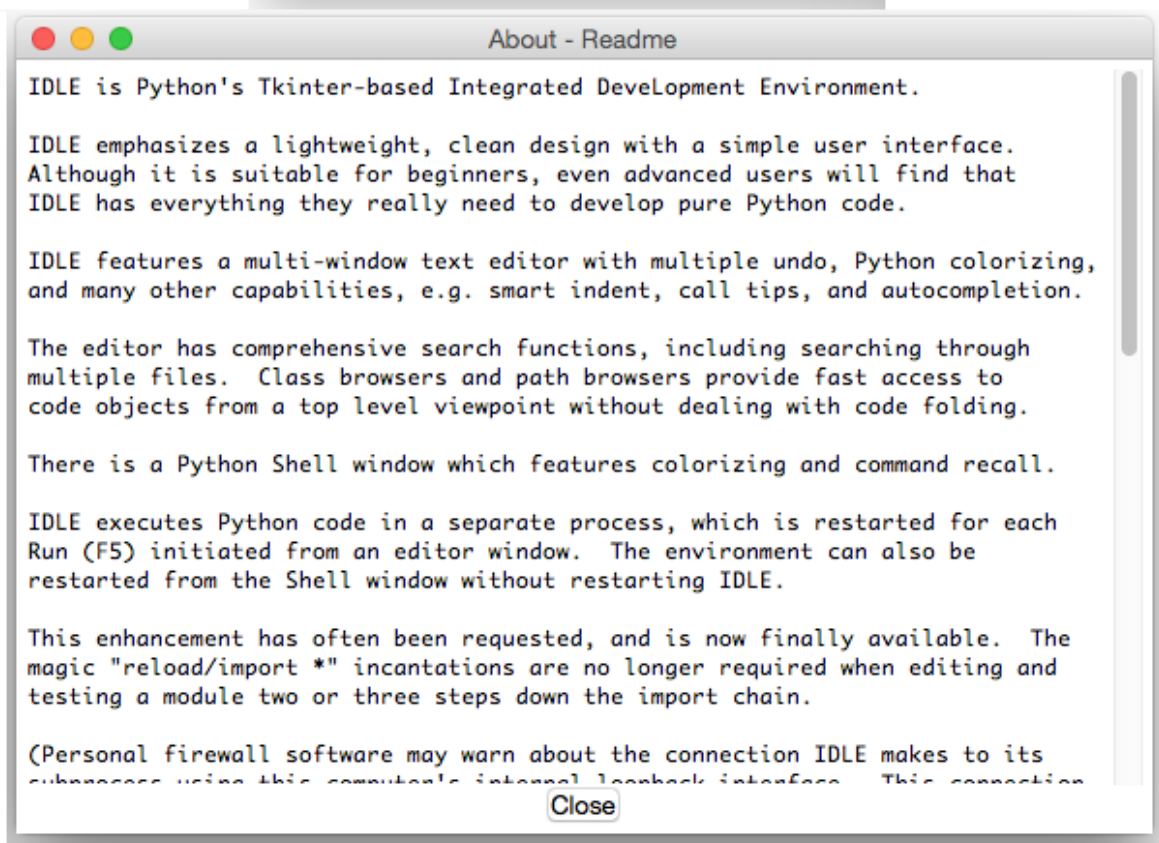 About - Readme
IDLE is Python's Tkinter-based Integrated DeveLopment Environment.
IDLE emphasizes a lightweight, clean design with a simple user interface.
Although it is suitable for beginners, even advanced users will find that
IDLE has everything they really need to develop pure Python code.
IDLE features a multi-window text editor with multiple undo, Python colorizing,
and many other capabilities, e.g. smart indent, call tips, and autocompletion.
The editor has comprehensive search functions, including searching through
multiple files.  Class browsers and path browsers provide fast access to
code objects from a top level viewpoint without dealing with code folding.
There is a Python Shell window which features colorizing and command recall.
IDLE executes Python code in a separate process, which is restarted for each
Run (F5) initiated from an editor window.  The environment can also be
restarted from the Shell window without restarting IDLE.
This enhancement has often been requested, and is now finally available.  The
magic "reload/import *" incantations are no longer required when editing and
testing a module two or three steps down the import chain.
(Personal firewall software may warn about the connection IDLE makes to its
subprocess using this computer's internal loopback interface.  This connection
Close